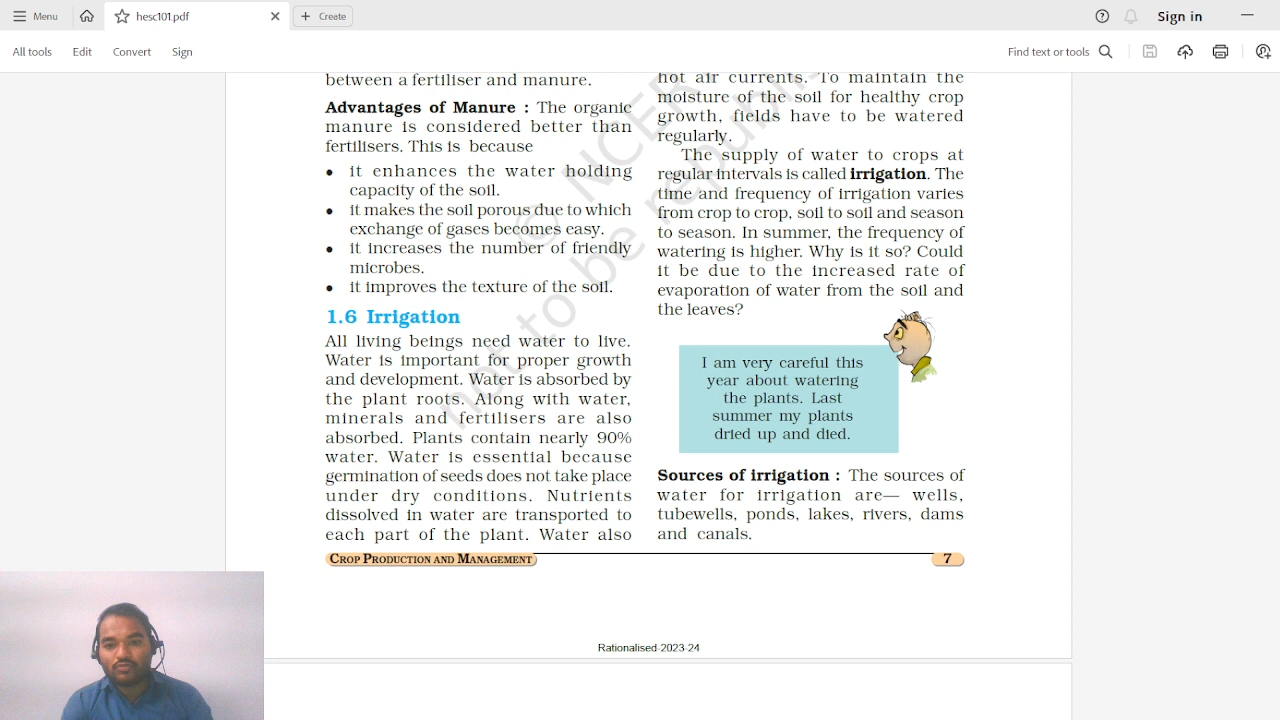 Menu
hesc101.pdf
Create
Sign in
All tools
Edit
Convert
Sign
Find text or tools
between a fertiliser and manure.
Advantages of Manure : The organic
manure is considered better than
fertilisers. This is because
• it enhances the water holding
capacity of the soil.
• it makes the soil porous due to which
exchange of gases becomes easy.
• it increases the number of friendly
microbes.
• it improves the texture of the soil.
1.6 Irrigation
All living beings need water to live.
Water is important for proper growth
and development. Water is absorbed by
the plant roots. Along with water,
minerals and fertilisers are also
absorbed. Plants contain nearly 90%
water. Water is essential because
germination of seeds does not take place
under dry conditions. Nutrients
dissolved in water are transported to
each part of the plant. Water also
hot air currents. To maintain the
moisture of the soil for healthy crop
growth, fields have to be watered
regularly.
The supply of water to crops at
regular intervals is called irrigation. The
time and frequency of irrigation varies
from crop to crop, soil to soil and season
to season. In summer, the frequency of
watering is higher. Why is it so? Could
it be due to the increased rate of
evaporation of water from the soil and
the leaves?
I am very careful this
year about watering
the plants. Last
summer my plants
dried up and died.
Sources of irrigation : The sources of
water for irrigation are— wells,
tubewells, ponds, lakes, rivers, dams
and canals.
CROP PRODUCTION AND MANAGEMENT
7
Rationalised-2023-24
© NCER
not to be republi